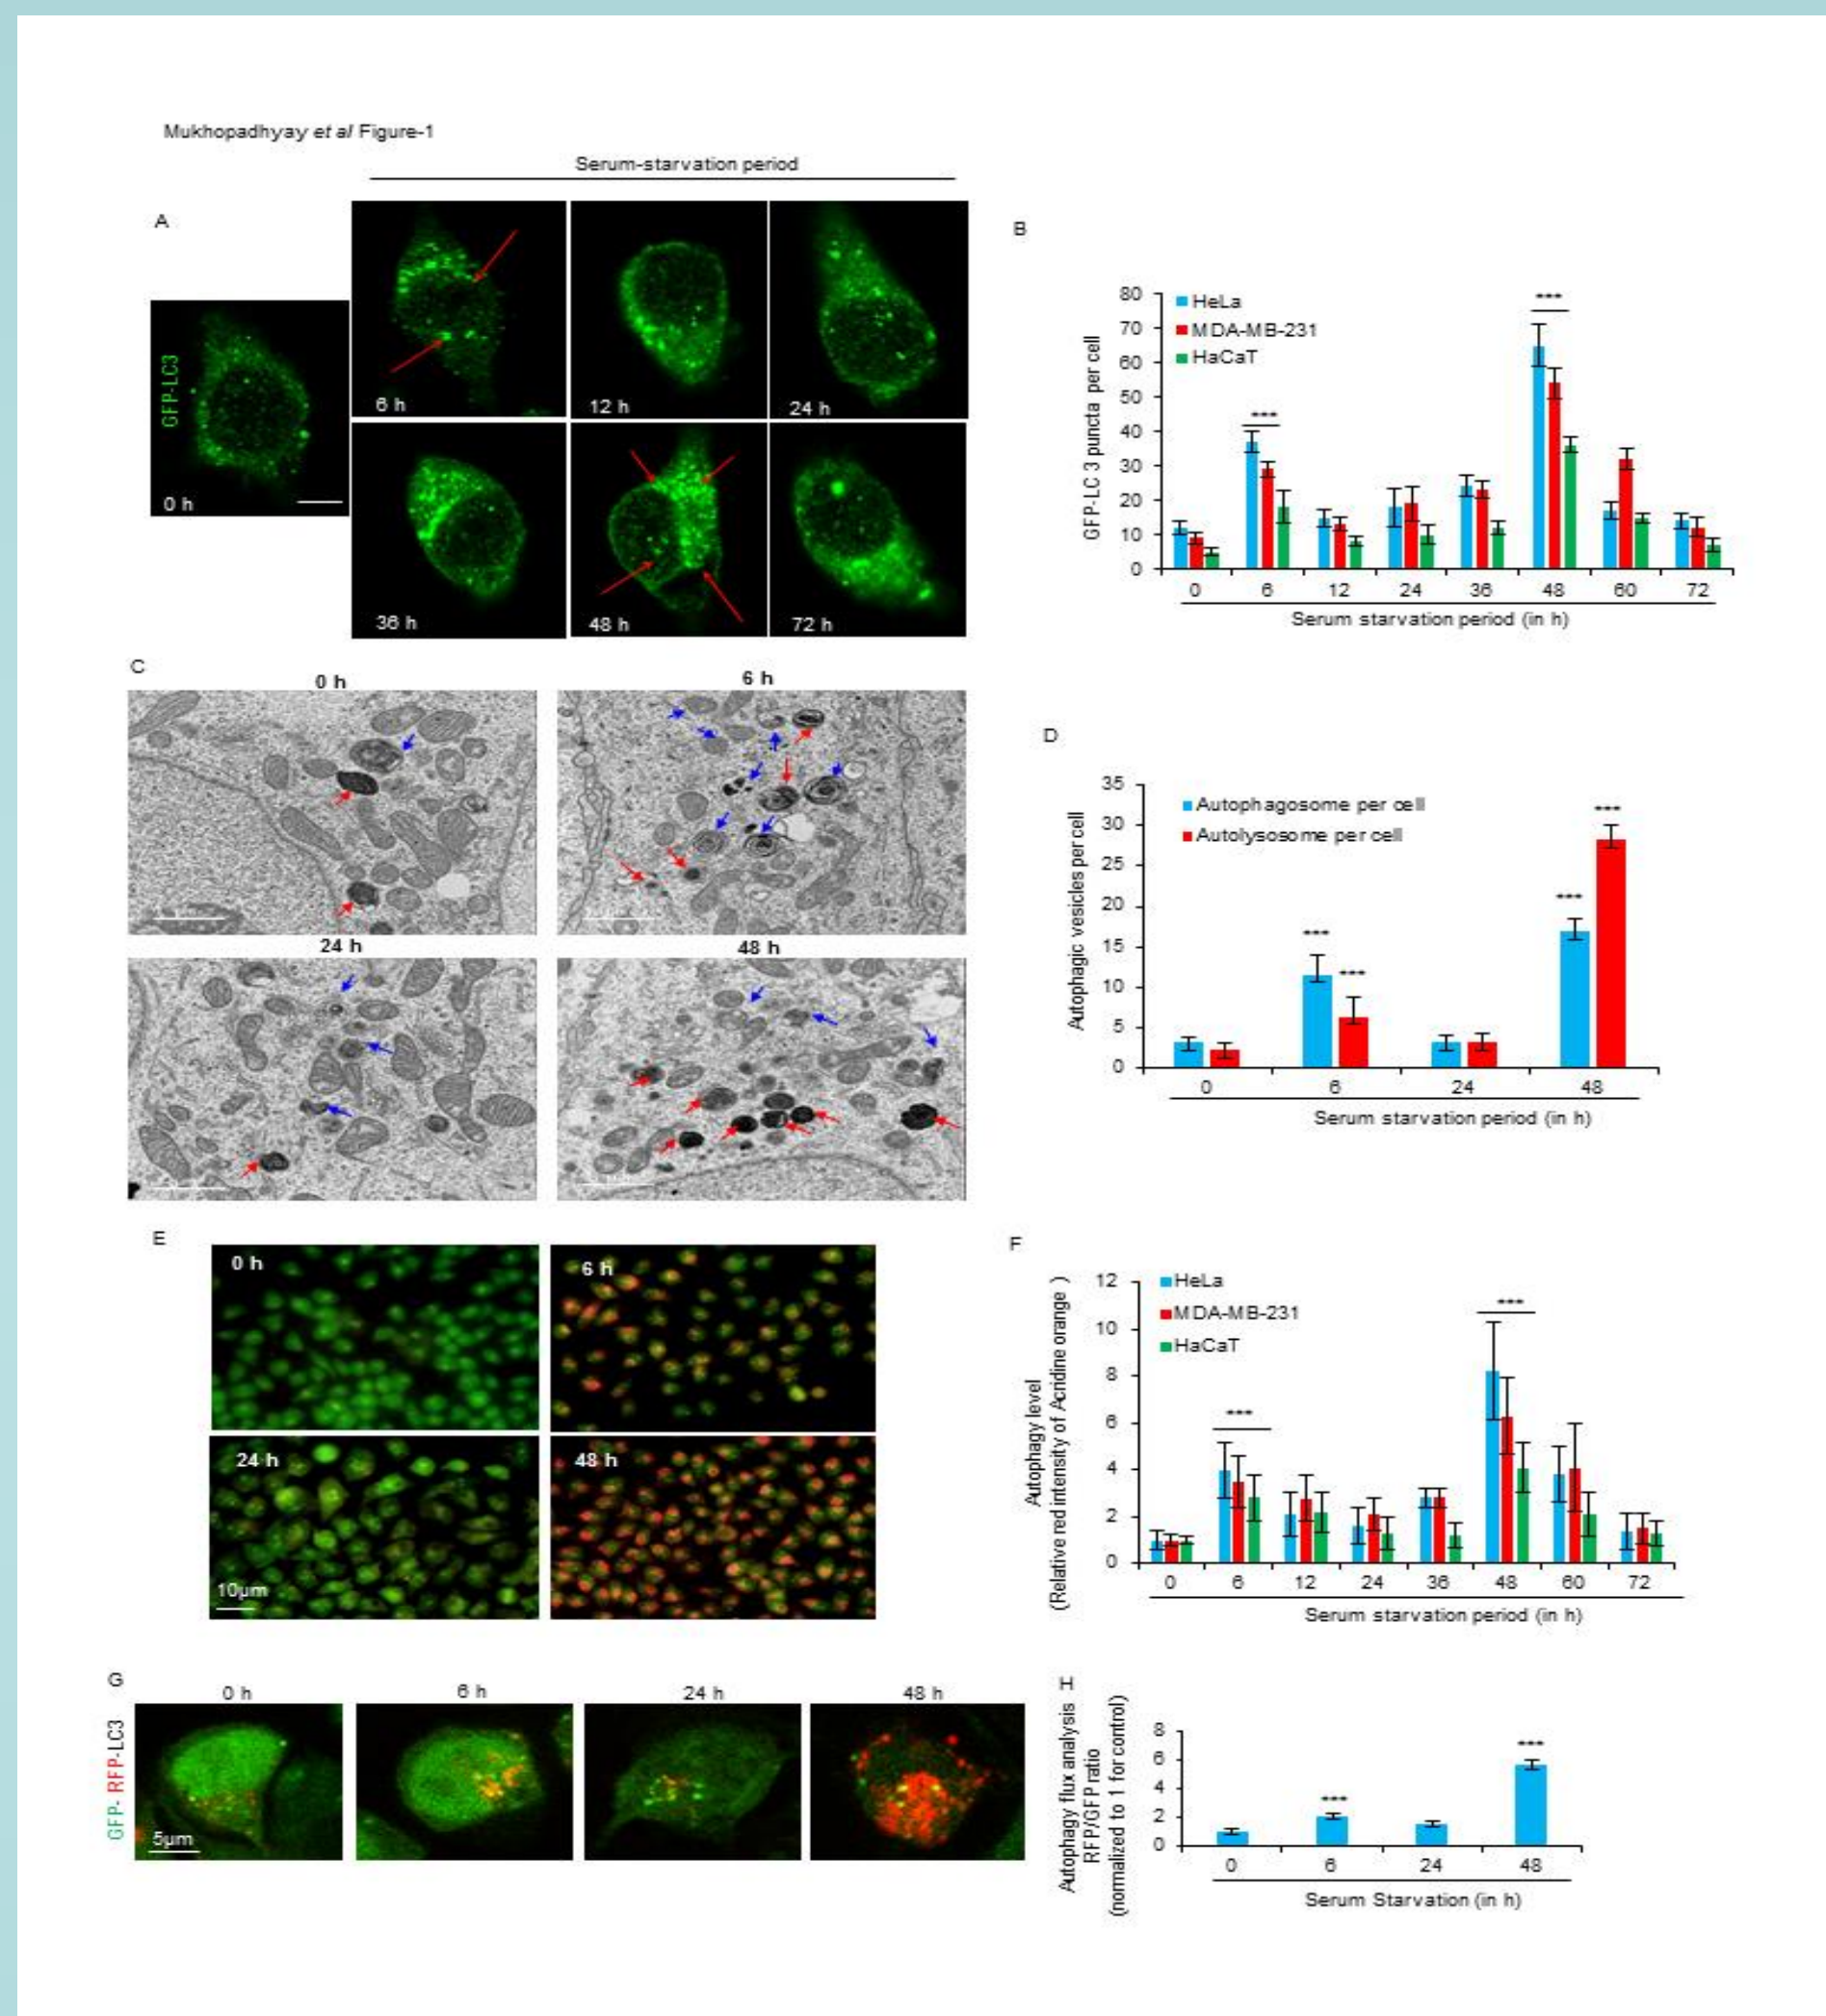 Mukhopadhyay et al Figure-1
Serum-starvation period
A
GFP-LC3
0 h
6 h
12 h
24 h
36 h
48 h
72 h
B
GFP-LC 3 puncta per cell
80
70
60
50
40
30
20
10
0
HeLa
MDA-MB-231
HaCaT
***
***
0 6 12 24 36 48 60 72
Serum starvation period (in h)
C
0 h
6 h
24 h
48 h
D
Autophagic vesicles per cell
35
30
25
20
15
10
5
0
Autophagosome per cell
Autolysosome per cell
***
***
***
***
0 6 24 48
Serum starvation period (in h)
E
0 h
6 h
24 h
48 h
10µm
F
Autophagy level
(Relative red intensity of Acridine orange )
12
10
8
6
4
2
0
HeLa
MDA-MB-231
HaCaT
***
***
0 6 12 24 36 48 60 72
Serum starvation period (in h)
G
0 h
6 h
24 h
48 h
GFP- RFP-LC3
5µm
H
Autophagy flux analysis
RFP/GFP ratio
(normalized to 1 for control)
8
6
4
2
0
***
***
0 6 24 48
Serum Starvation (in h)